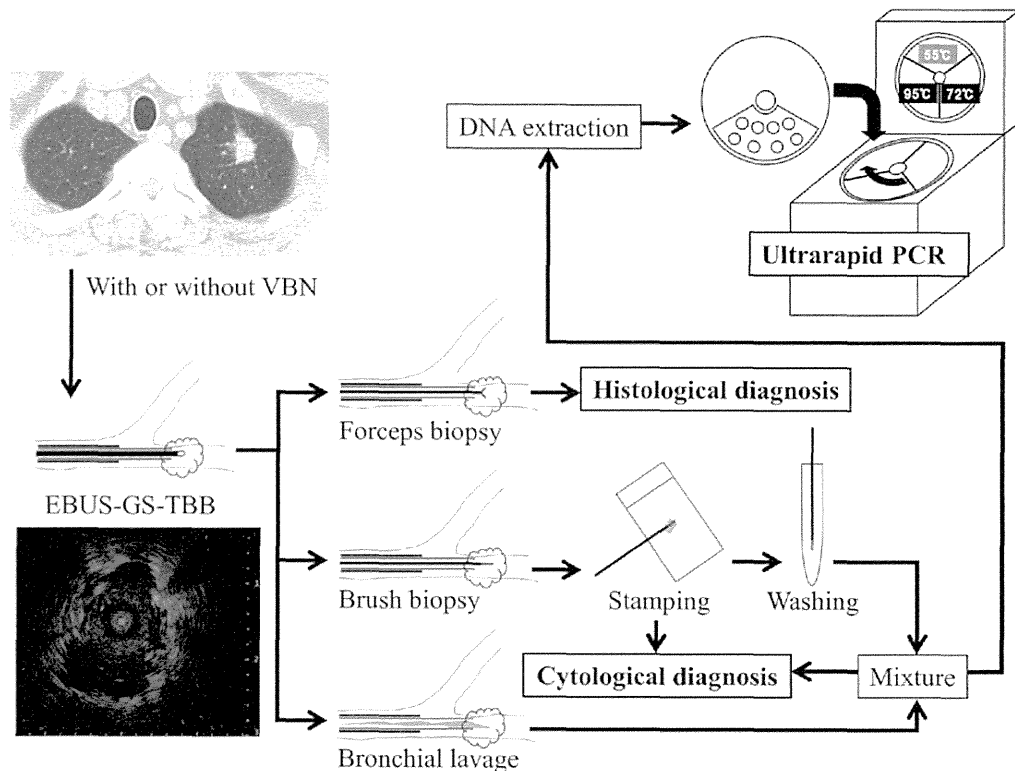 55℃
95℃ 72℃
DNA extraction
Ultrarapid PCR
With or without VBN
Histological diagnosis
Forceps biopsy
EBUS-GS-TBB
Brush biopsy
Stamping
Washing
Cytological diagnosis
Mixture
Bronchial lavage